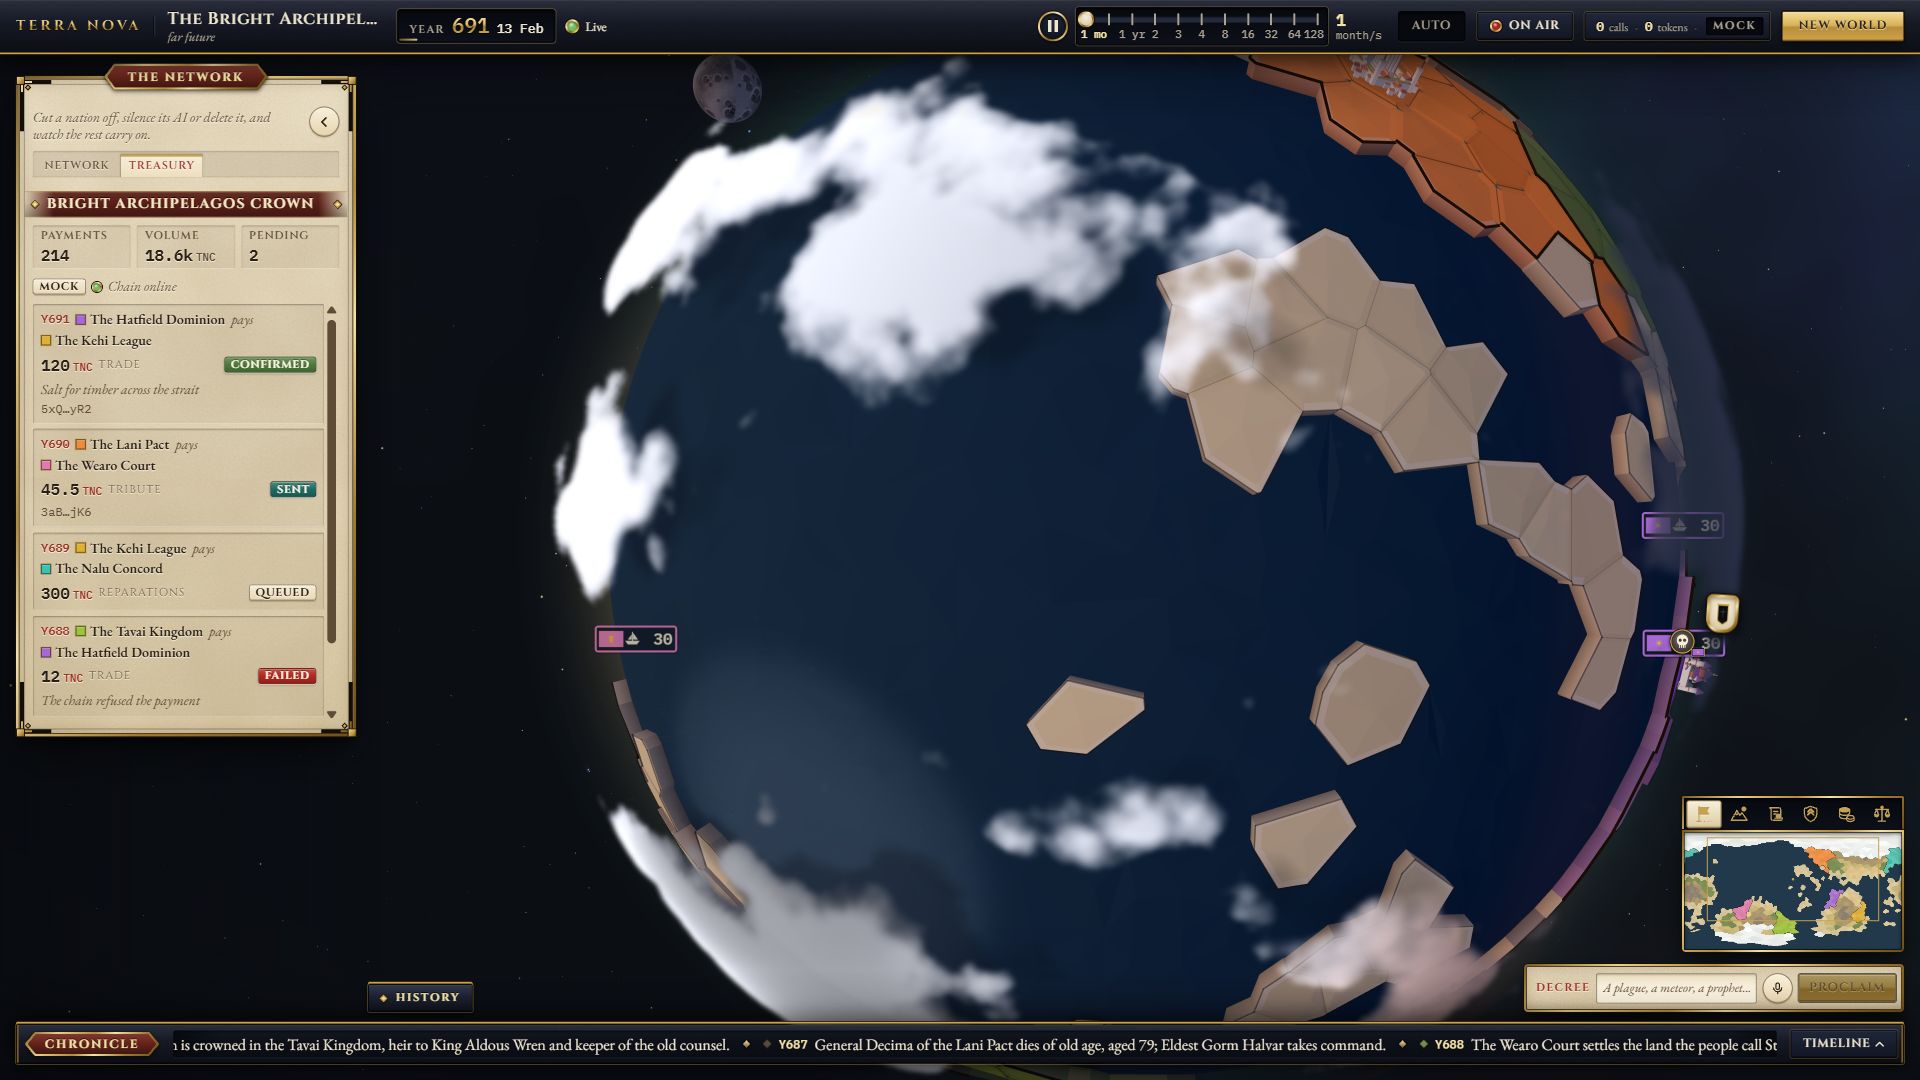 TERRA NOVA
The Bright Archipel...
far future
YEAR 691 13 Feb
Live
1 mo 1 yr 2 3 4 8 16 32 64 128
1 month/s
AUTO
ON AIR
0 calls · 0 tokens · MOCK
NEW WORLD
THE NETWORK
Cut a nation off, silence its AI or delete it, and
watch the rest carry on.
NETWORK TREASURY
BRIGHT ARCHIPELAGOS CROWN
PAYMENTS VOLUME PENDING
214 18.6k TNC 2
MOCK Chain online
Y691 The Hatfield Dominion pays
The Kehi League
120 TNC TRADE CONFIRMED
Salt for timber across the strait
5xQ…yR2
Y690 The Lani Pact pays
The Wearo Court
45.5 TNC TRIBUTE SENT
3aB…jK6
Y689 The Kehi League pays
The Nalu Concord
300 TNC REPARATIONS QUEUED
Y688 The Tavai Kingdom pays
The Hatfield Dominion
12 TNC TRADE FAILED
The chain refused the payment
30
30
30
DECREE A plague, a meteor, a prophet... PROCLAIM
HISTORY
CHRONICLE is crowned in the Tavai Kingdom, heir to King Aldous Wren and keeper of the old counsel. Y687 General Decima of the Lani Pact dies of old age, aged 79; Eldest Gorm Halvar takes command. Y688 The Wearo Court settles the land the people call St TIMELINE